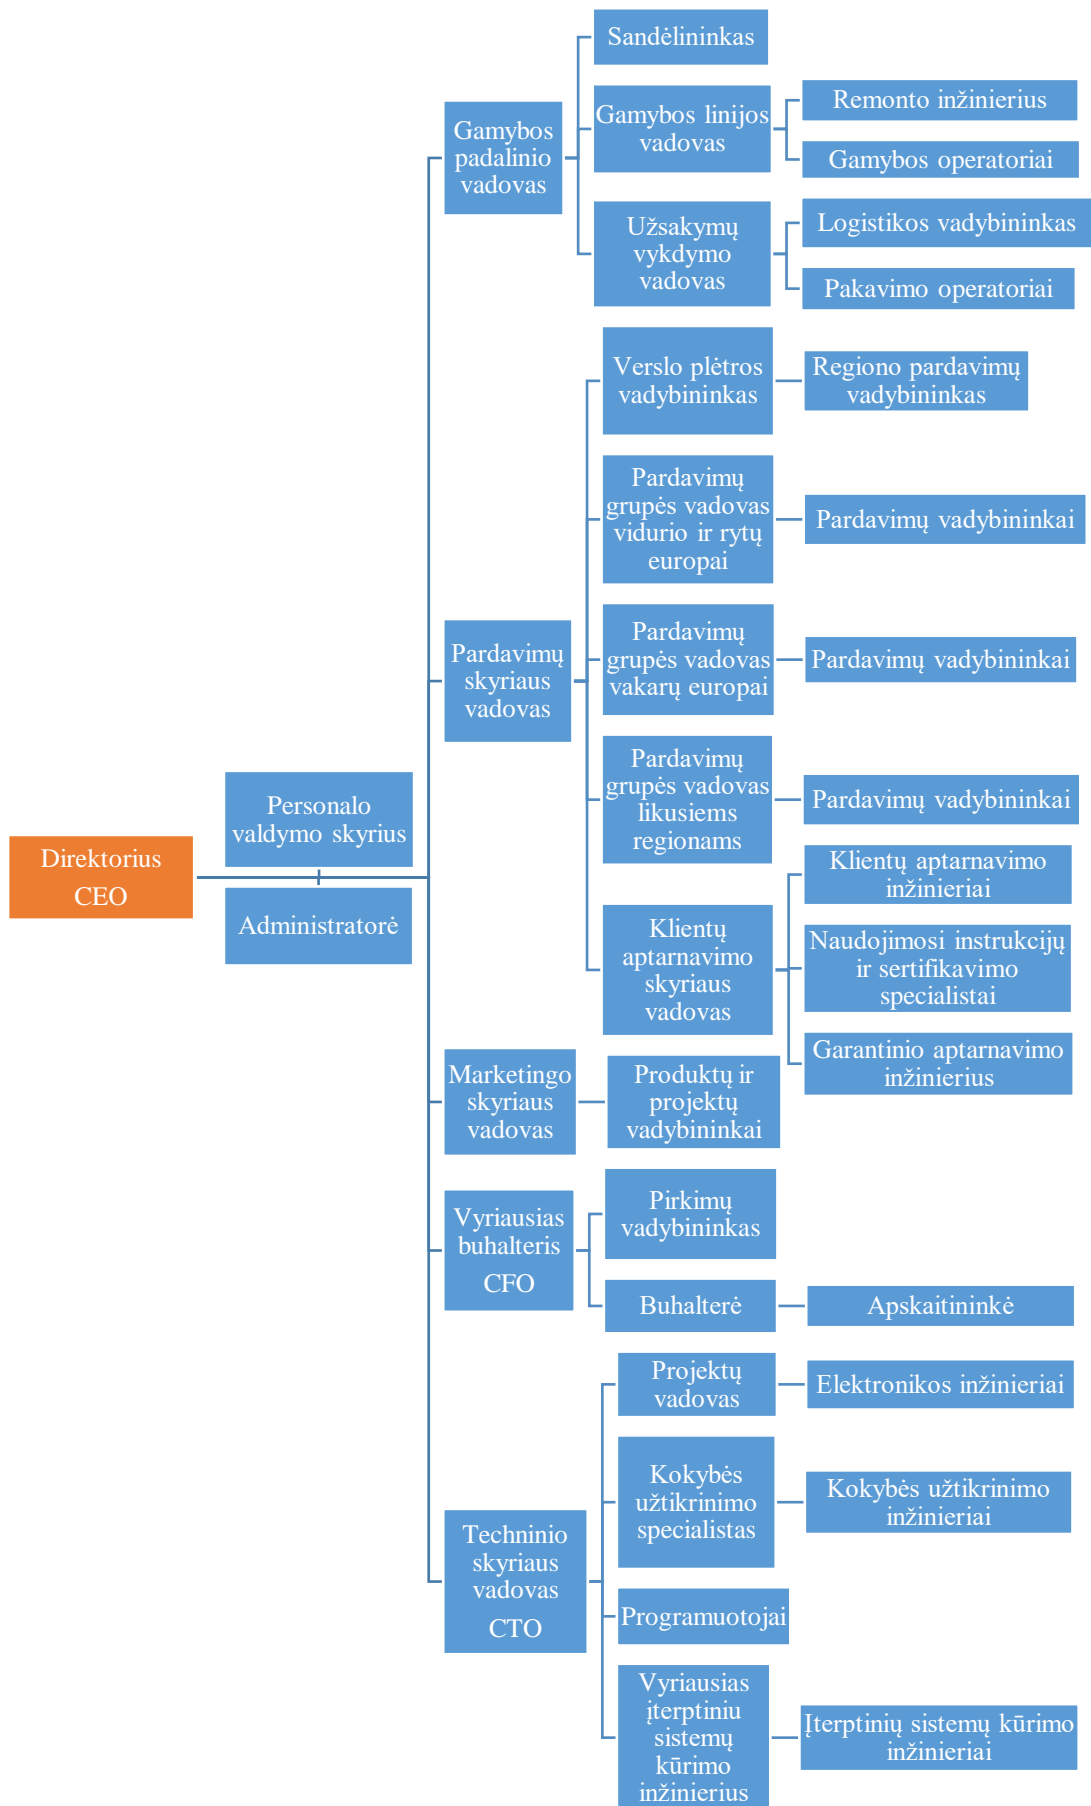 Direktorius
CEO
Personalo
valdymo skyrius
Administratorė
Gamybos
padalinio
vadovas
Sandėlininkas
Gamybos linijos
vadovas
Remonto inžinierius
Gamybos operatoriai
Užsakymų
vykdymo
vadovas
Logistikos vadybininkas
Pakavimo operatoriai
Pardavimų
skyriaus
vadovas
Verslo plėtros
vadybininkas
Regiono pardavimų
vadybininkas
Pardavimų
grupės vadovas
vidurio ir rytų
europai
Pardavimų vadybininkai
Pardavimų
grupės vadovas
vakarų europai
Pardavimų vadybininkai
Pardavimų
grupės vadovas
likusiems
regionams
Pardavimų vadybininkai
Klientų
aptarnavimo
skyriaus
vadovas
Klientų aptarnavimo
inžinieriai
Naudojimosi instrukcijų
ir sertifikavimo
specialistai
Garantinio aptarnavimo
inžinierius
Marketingo
skyriaus
vadovas
Produktų ir
projektų
vadybininkai
Vyriausias
buhalteris
CFO
Pirkimų
vadybininkas
Buhalterė
Apskaitininkė
Techninio
skyriaus
vadovas
CTO
Projektų
vadovas
Elektronikos inžinieriai
Kokybės
užtikrinimo
specialistas
Kokybės užtikrinimo
inžinieriai
Programuotojai
Vyriausias
įterptiniu
sistemų
kūrimo
inžinierius
Įterptinių sistemų kūrimo
inžinieriai